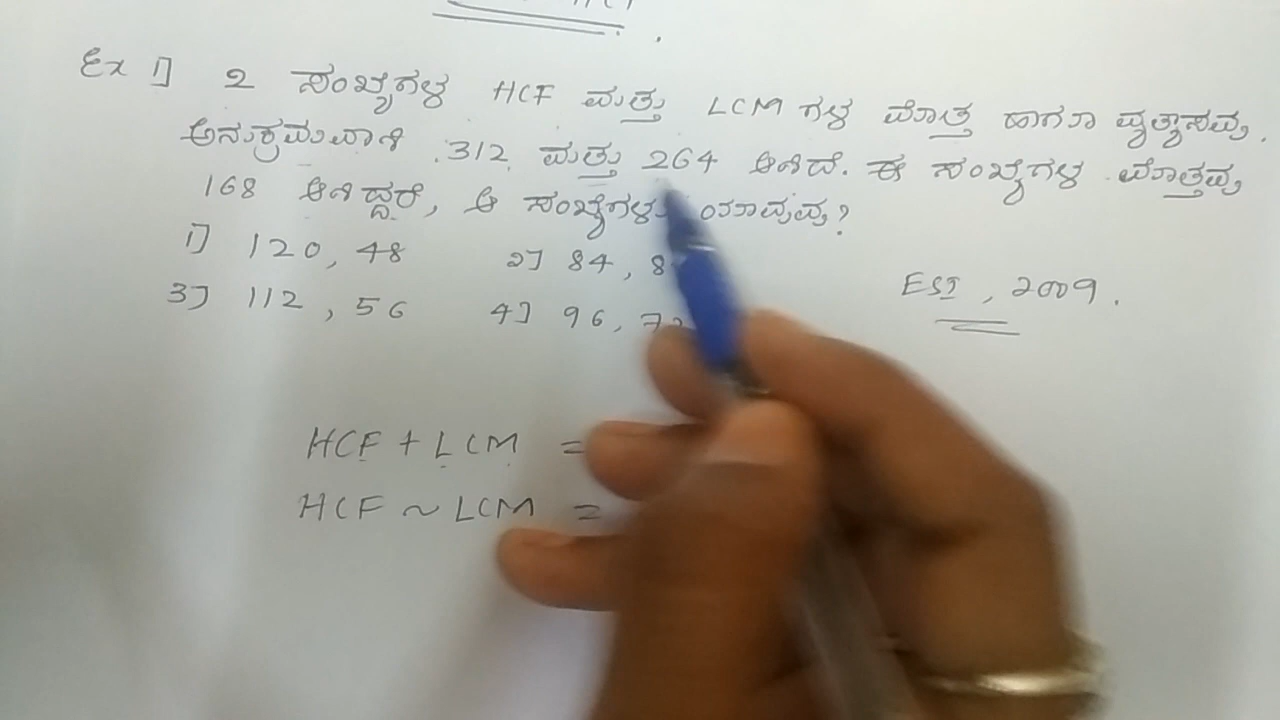 Ex 1] 2 ಸಂಖ್ಯೆಗಳ HCF ಮತ್ತು LCM ಗಳ ಮೊತ್ತ ಹಾಗೂ ವ್ಯತ್ಯಾಸವು
ಅನುಕ್ರಮವಾಗಿ 312 ಮತ್ತು 264 ಆಗಿದೆ. ಈ ಸಂಖ್ಯೆಗಳ ಮೊತ್ತವು
168 ಆಗಿದ್ದರೆ, ಆ ಸಂಖ್ಯೆಗಳು ಯಾವುವು?
1] 120, 48 2] 84, 8
3] 112, 56 4] 96, 72
ESI, 2009.
HCF + LCM =
HCF ~ LCM =